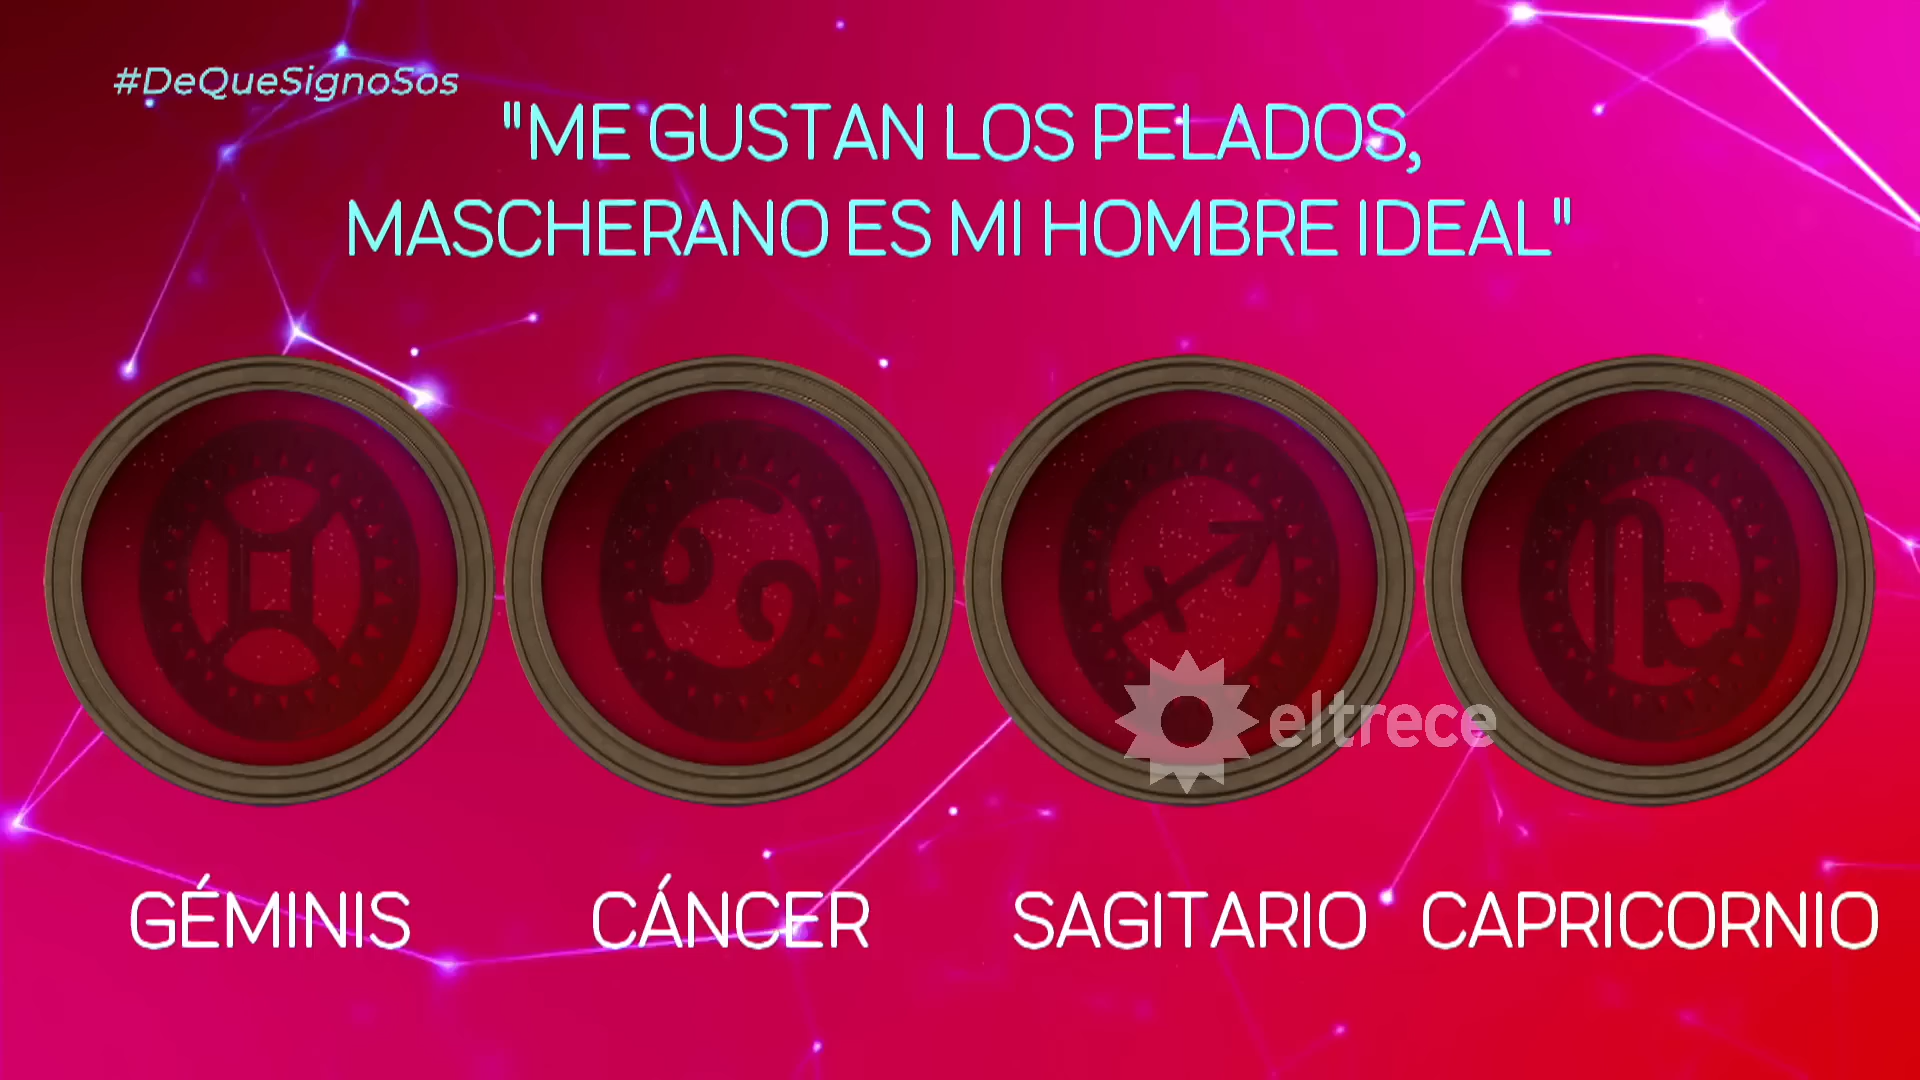 #DeQueSignoSos
"ME GUSTAN LOS PELADOS,
MASCHERANO ES MI HOMBRE IDEAL"
eltrece
GÉMINIS
CÁNCER
SAGITARIO
CAPRICORNIO